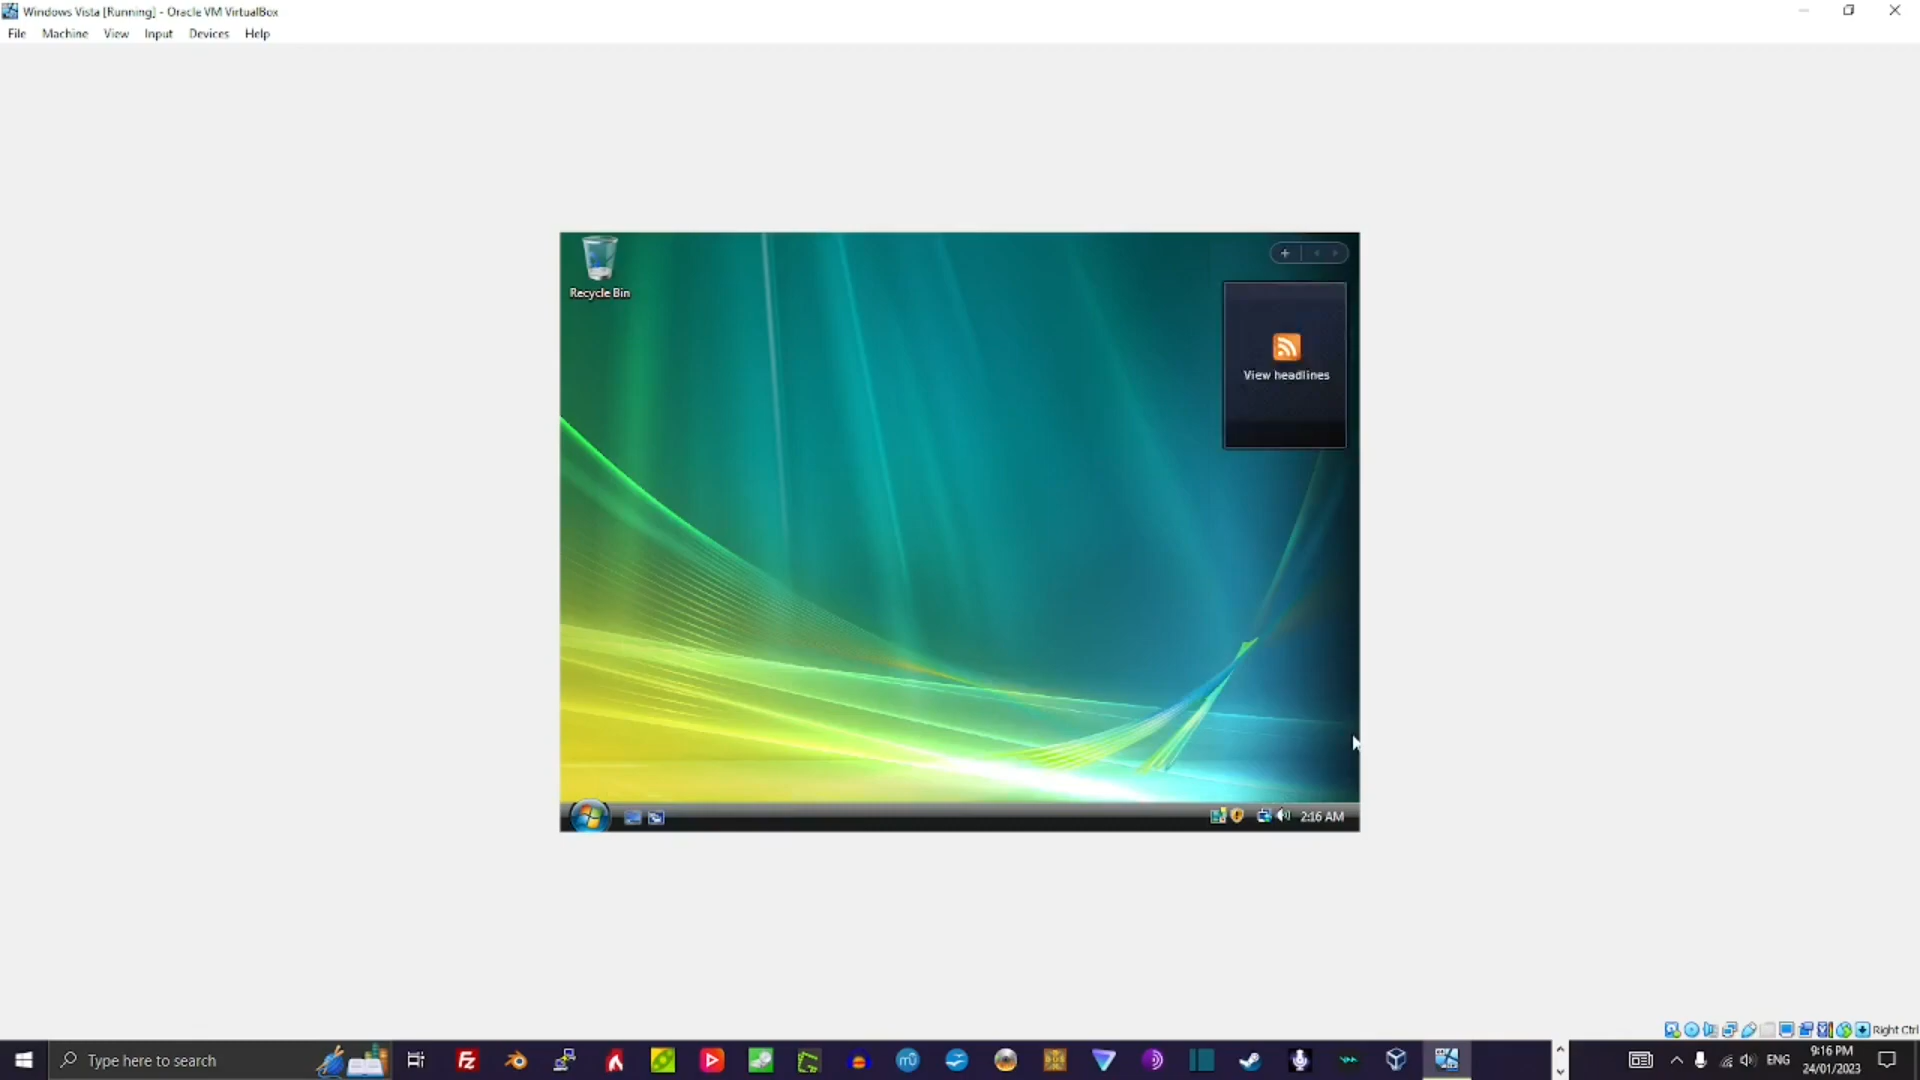 Windows Vista [Running] - Oracle VM VirtualBox
File Machine View Input Devices Help
Recycle Bin
View headlines
2:16 AM
Right Ctrl
Type here to search
ENG
9:16 PM
24/01/2023